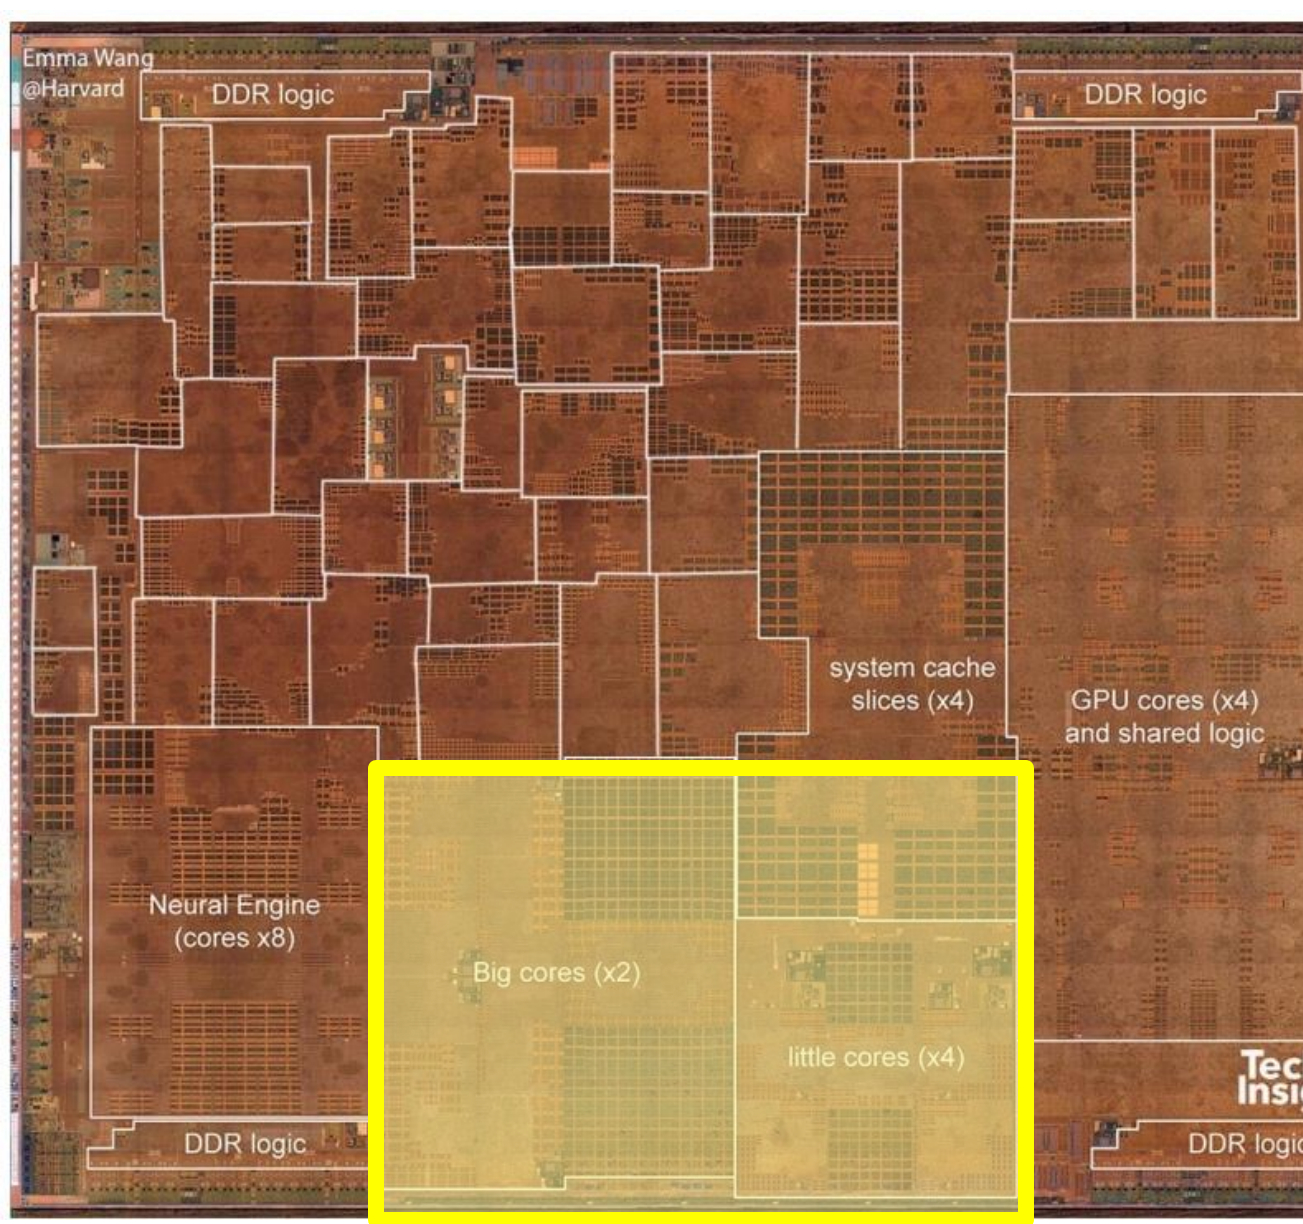 Emma Wang
@Harvard
DDR logic
DDR logic
system cache
slices (x4)
GPU cores (x4)
and shared logic
Neural Engine
(cores x8)
Big cores (x2)
little cores (x4)
DDR logic
DDR logic